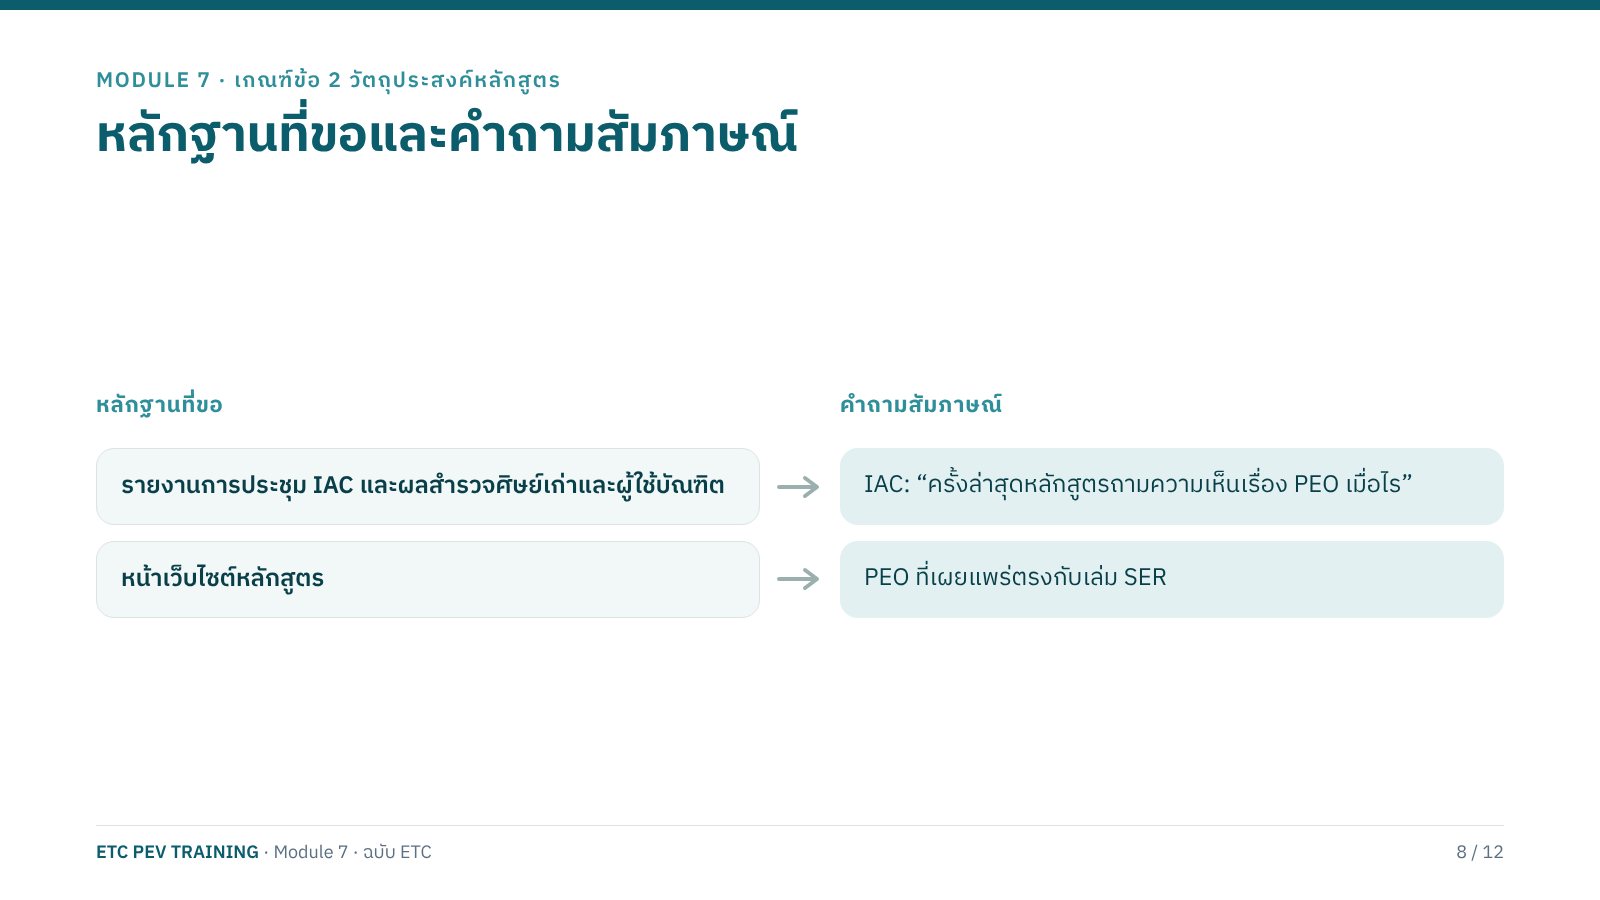 MODULE 7 · เกณฑ์ข้อ 2 วัตถุประสงค์หลักสูตร
หลักฐานที่ขอและคำถามสัมภาษณ์
หลักฐานที่ขอ
คำถามสัมภาษณ์
รายงานการประชุม IAC และผลสำรวจศิษย์เก่าและผู้ใช้บัณฑิต
IAC: “ครั้งล่าสุดหลักสูตรถามความเห็นเรื่อง PEO เมื่อไร”
หน้าเว็บไซต์หลักสูตร
PEO ที่เผยแพร่ตรงกับเล่ม SER
ETC PEV TRAINING · Module 7 · ฉบับ ETC
8 / 12